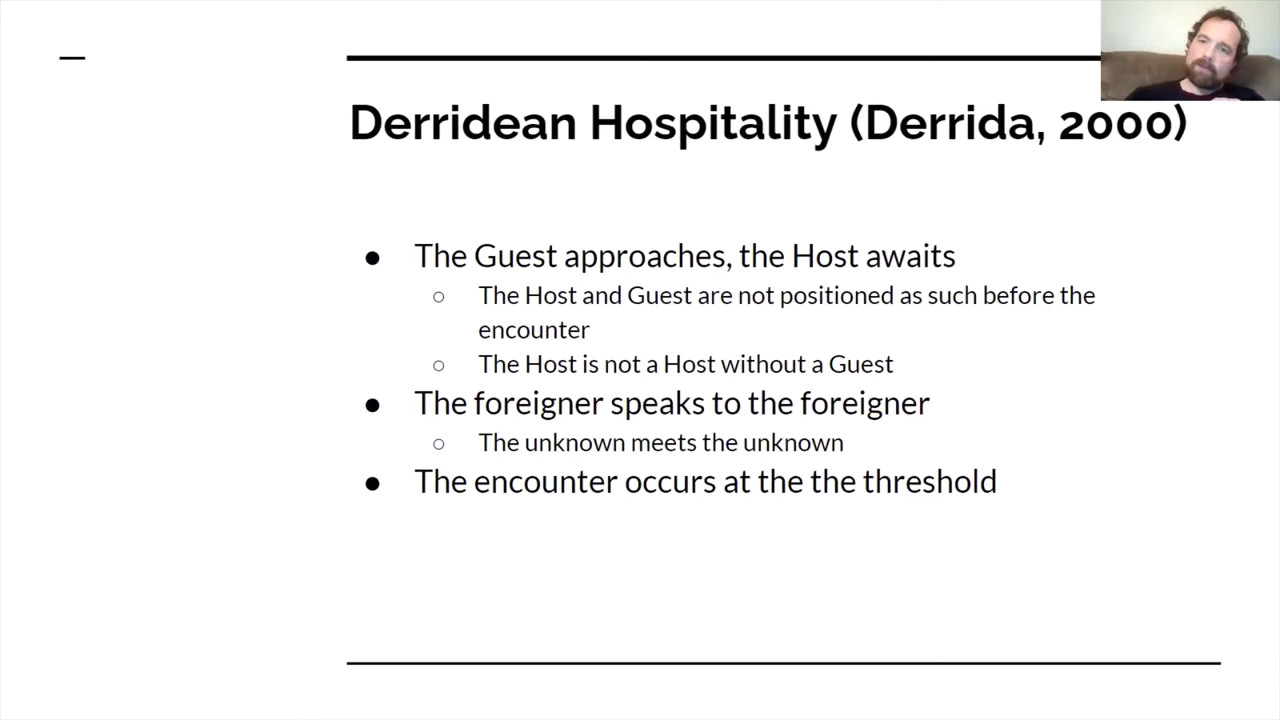 Derridean Hospitality (Derrida, 2000)
● The Guest approaches, the Host awaits
○ The Host and Guest are not positioned as such before the
encounter
○ The Host is not a Host without a Guest
● The foreigner speaks to the foreigner
○ The unknown meets the unknown
● The encounter occurs at the the threshold